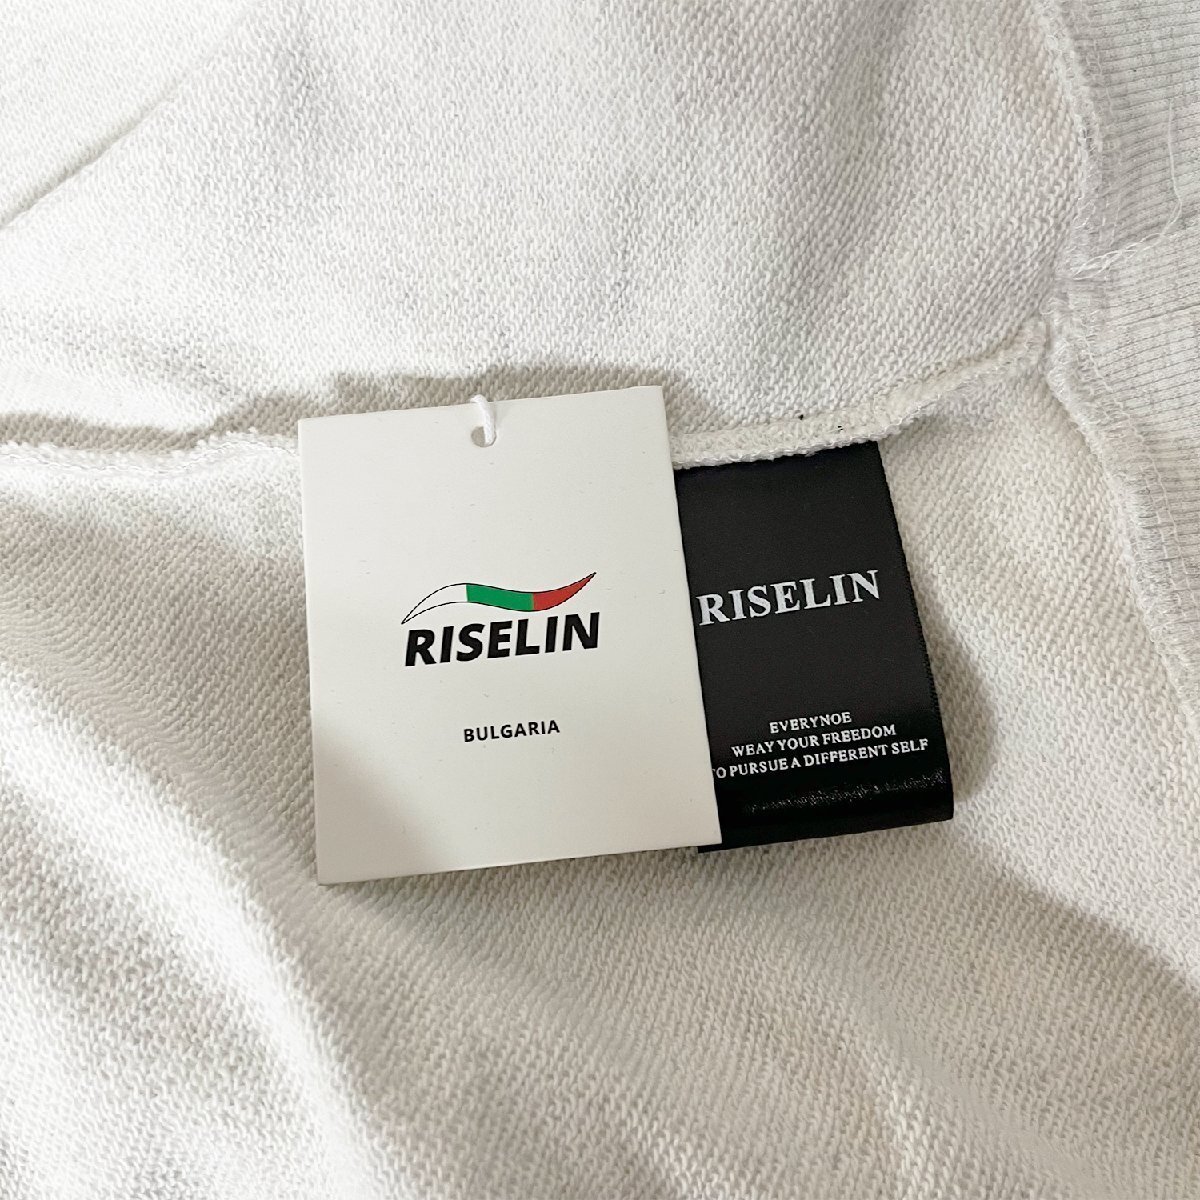 RISELIN
BULGARIA
RISELIN
EVERYNOE
WEAY YOUR FREEDOM
TO PURSUE A DIFFERENT SELF